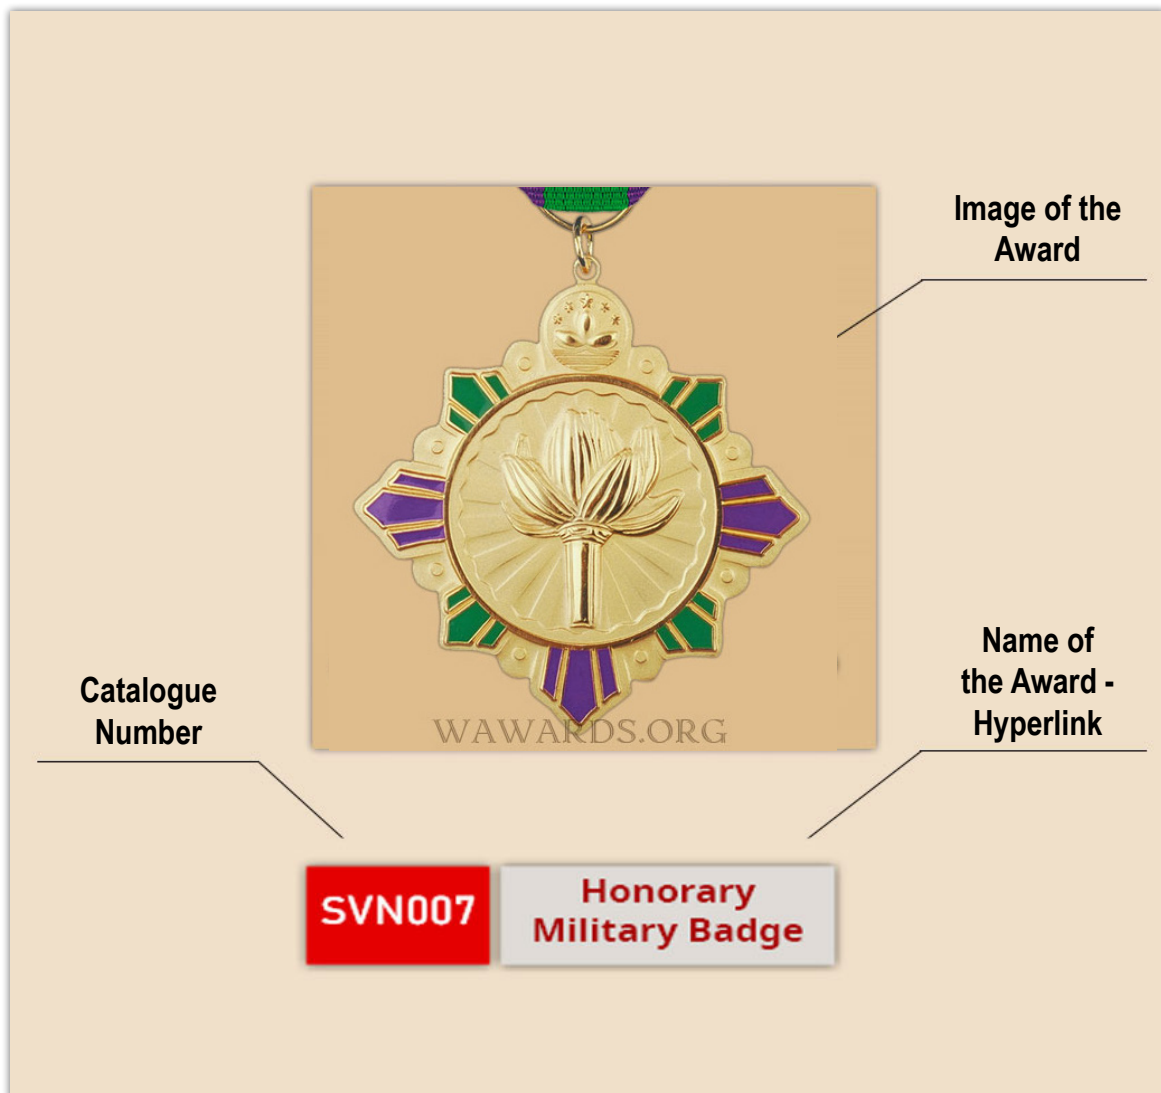 Image of the
Award
WAWARDS.ORG
Name of
the Award -
Hyperlink
Catalogue
Number
SVN007
Honorary
Military Badge